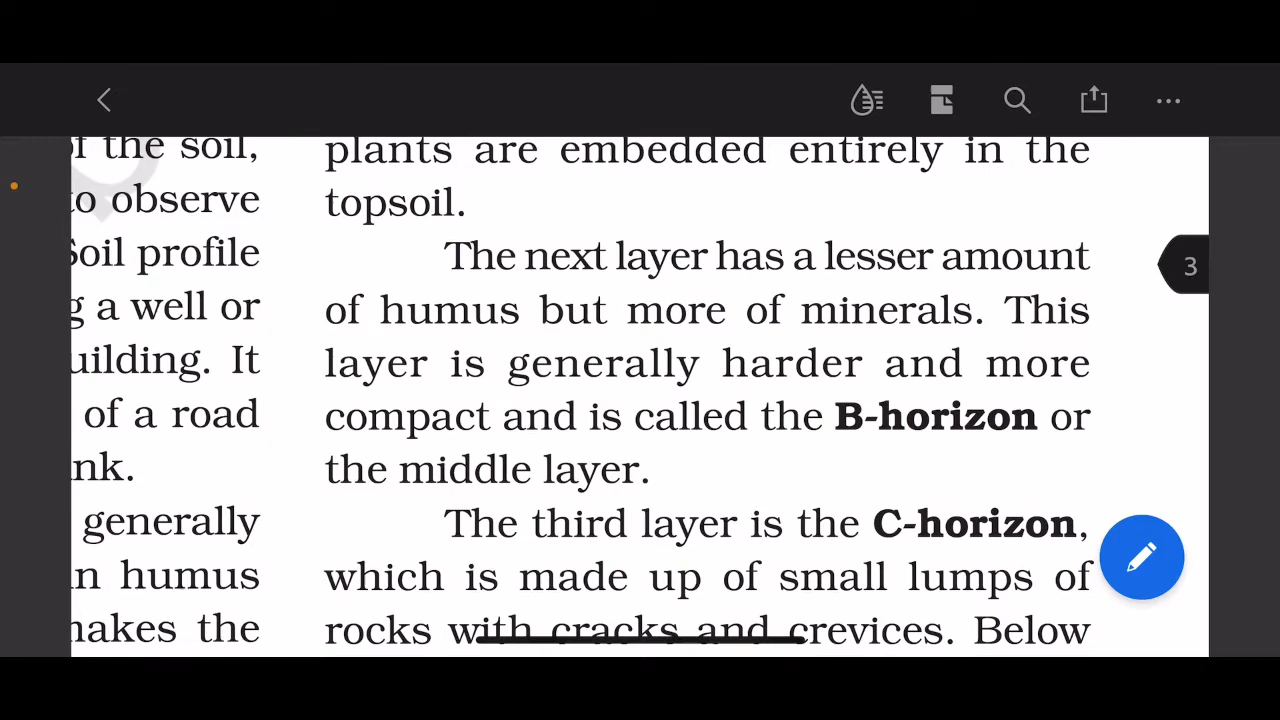 of the soil,
to observe
Soil profile
a well or
It
of a road
generally
humus
makes the
plants are embedded entirely in the
topsoil.
The next layer has a lesser amount
of humus but more of minerals. This
layer is generally harder and more
compact and is called the B-horizon or
the middle layer.
The third layer is the C-horizon,
which is made up of small lumps of
rocks with cracks and crevices. Below
3